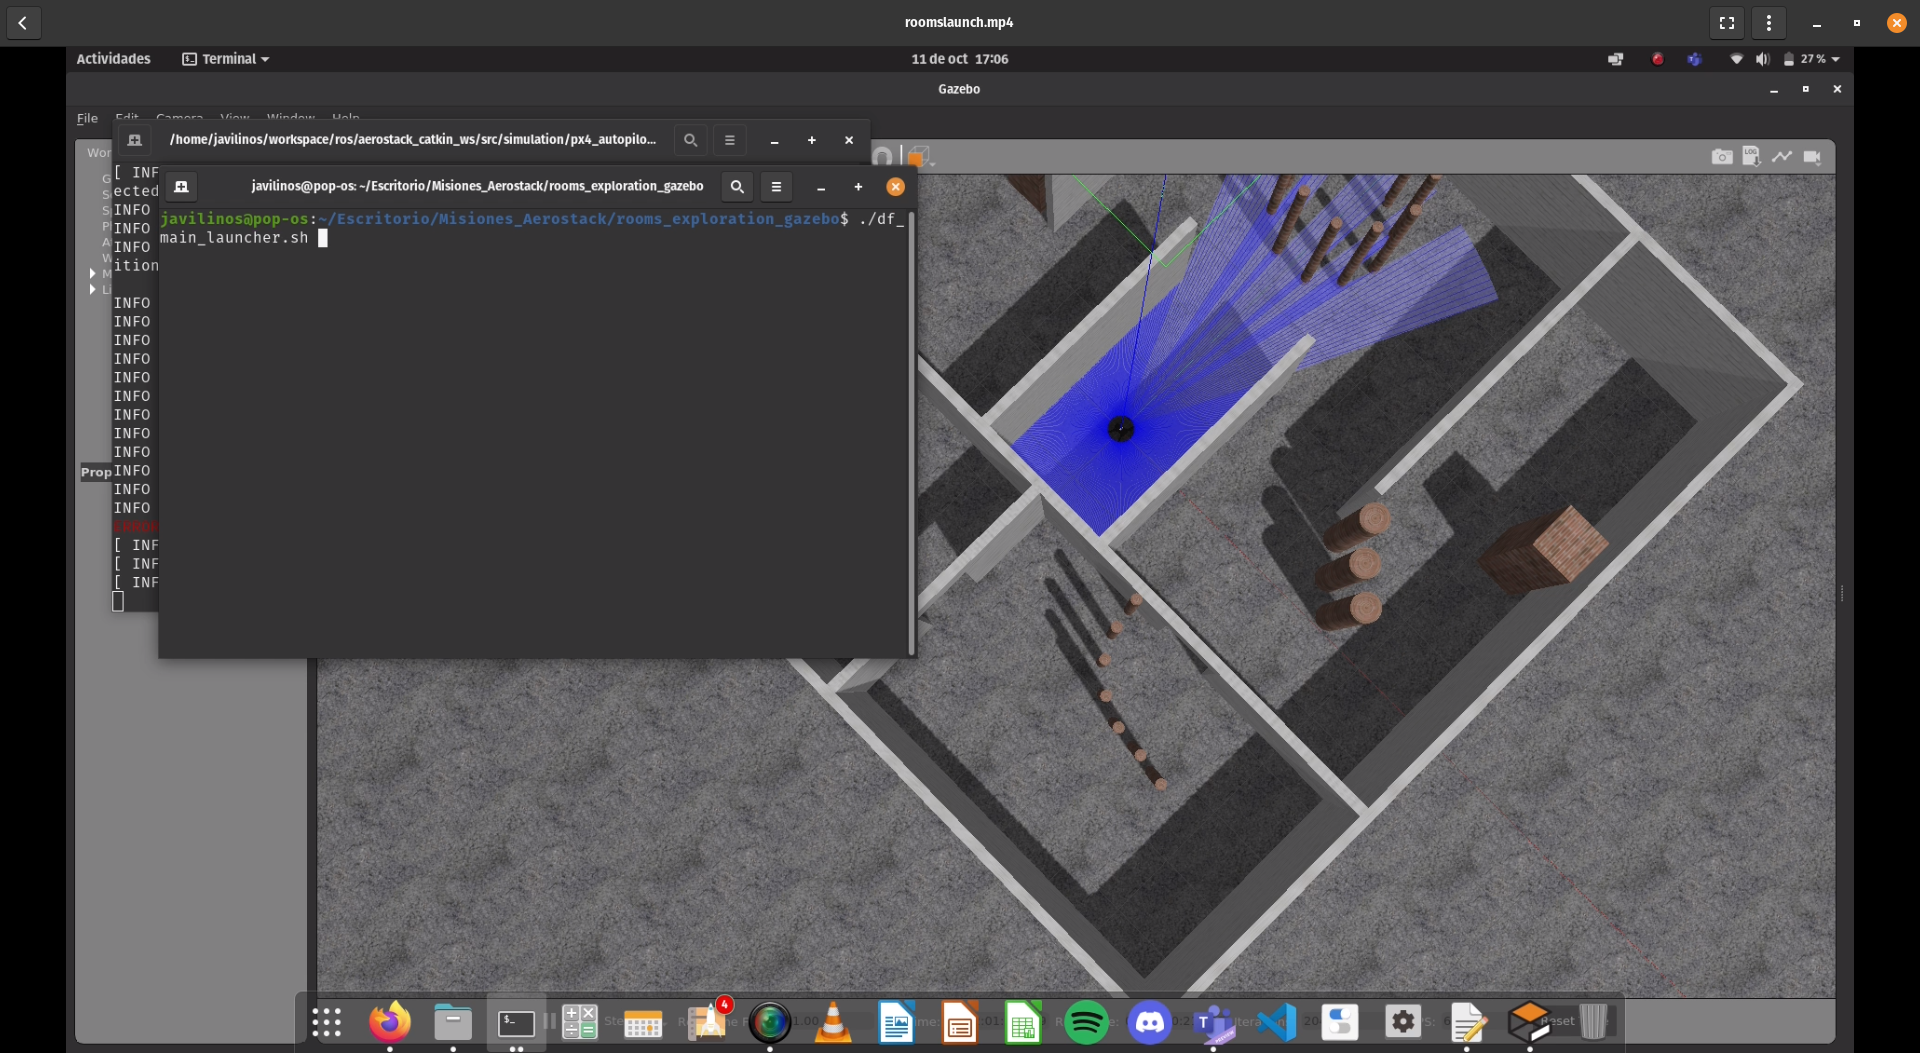 roomslaunch.mp4
Actividades
Terminal
11 de oct 17:06
27 %
Gazebo
File Edit Camera View Window Help
/home/javilinos/workspace/ros/aerostack_catkin_ws/src/simulation/px4_autopilo...
Wor
[ INF
javilinos@pop-os: ~/Escritorio/Misiones_Aerostack/rooms_exploration_gazebo
ected
INFO
javilinos@pop-os:~/Escritorio/Misiones_Aerostack/rooms_exploration_gazebo$ ./df_
main_launcher.sh
INFO
INFO
ition
INFO
INFO
INFO
INFO
INFO
INFO
INFO
INFO
INFO
Prop
INFO
INFO
INFO
[ INF
[ INF
[ INF
4
Reset